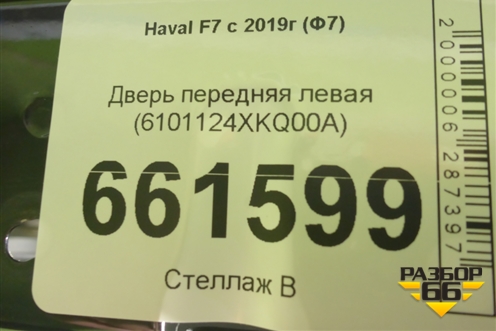 Haval F7 с 2019г (Ф7)
Дверь передняя левая
(6101124XKQ00A)
661599
Стеллаж В
2000006287397
РАЗБОР
66